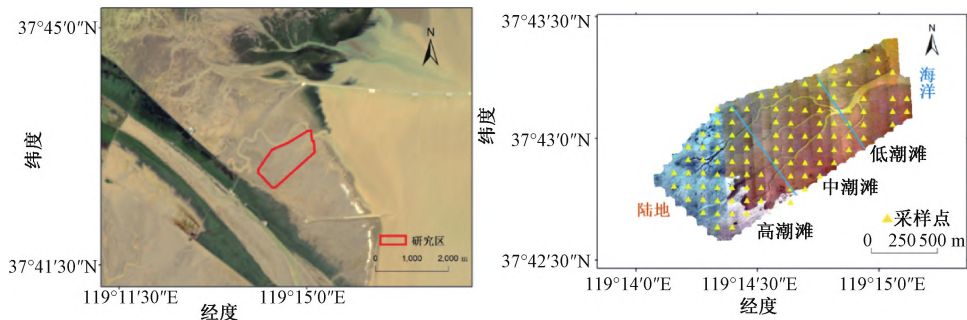 37°45′0″N
37°41′30″N
纬度
119°11′30″E
119°15′0″E
经度
N
研究区
0 1,000 2,000 m
37°43′30″N
37°43′0″N
37°42′30″N
纬度
119°14′0″E
119°14′30″E
119°15′0″E
经度
N
海洋
低潮滩
中潮滩
高潮滩
陆地
采样点
0 250 500 m